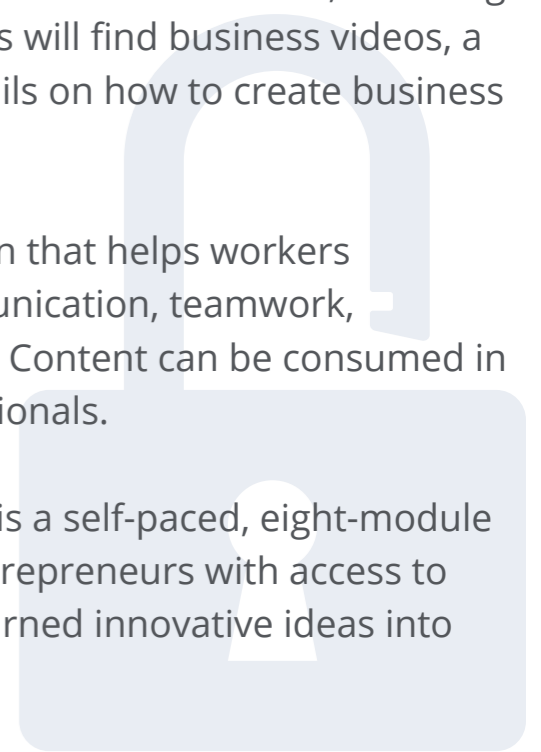 s will find business videos, a
ils on how to create business
n that helps workers
unication, teamwork,
Content can be consumed in
ionals.
is a self-paced, eight-module
repreneurs with access to
rned innovative ideas into